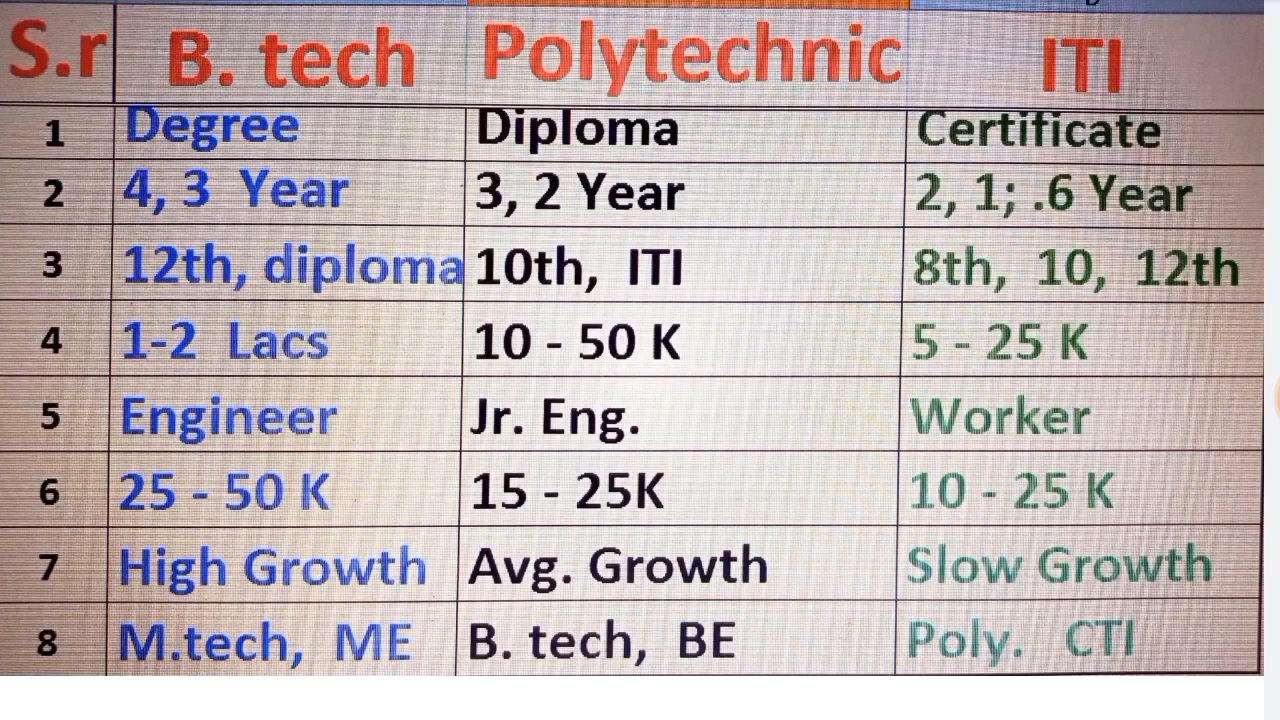 S.r B. tech Polytechnic ITI
1 Degree Diploma Certificate
2 4, 3 Year 3, 2 Year 2, 1; .6 Year
3 12th, diploma 10th, ITI 8th, 10, 12th
4 1-2 Lacs 10 - 50 K 5 - 25 K
5 Engineer Jr. Eng. Worker
6 25 - 50 K 15 - 25K 10 - 25 K
7 High Growth Avg. Growth Slow Growth
8 M.tech, ME B. tech, BE Poly. CTI